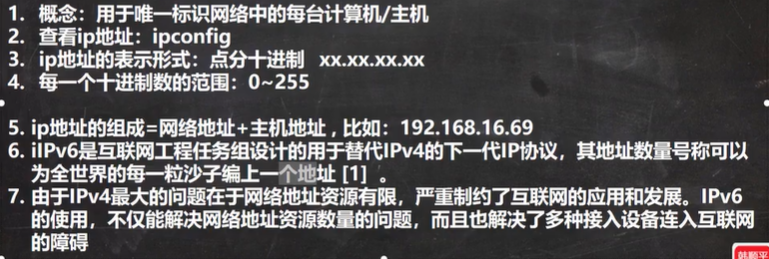 1. 概念：用于唯一标识网络中的每台计算机/主机
2. 查看ip地址：ipconfig
3. ip地址的表示形式：点分十进制 xx.xx.xx.xx
4. 每一个十进制数的范围：0~255
5. ip地址的组成=网络地址+主机地址 , 比如：192.168.16.69
6. iIPv6是互联网工程任务组设计的用于替代IPv4的下一代IP协议，其地址数量号称可以
为全世界的每一粒沙子编上一个地址 [1] 。
7. 由于IPv4最大的问题在于网络地址资源有限，严重制约了互联网的应用和发展。IPv6
的使用，不仅能解决网络地址资源数量的问题，而且也解决了多种接入设备连入互联网
的障碍
韩顺平